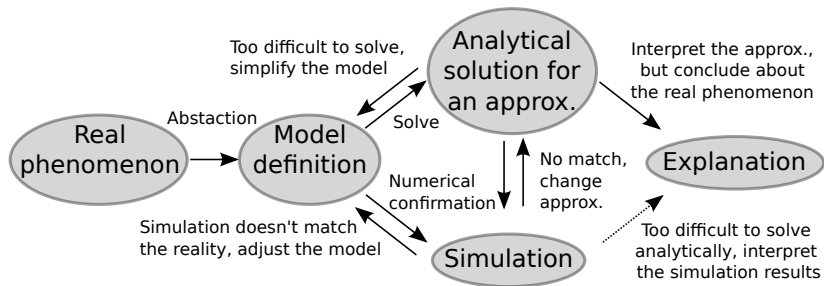 Too difficult to solve,
simplify the model
Analytical
solution for
an approx.
Interpret the approx.,
but conclude about
the real phenomenon
Abstaction
Solve
Real
phenomenon
Model
definition
Explanation
No match,
change
approx.
Numerical
confirmation
Simulation doesn't match
the reality, adjust the model
Simulation
Too difficult to solve
analytically, interpret
the simulation results